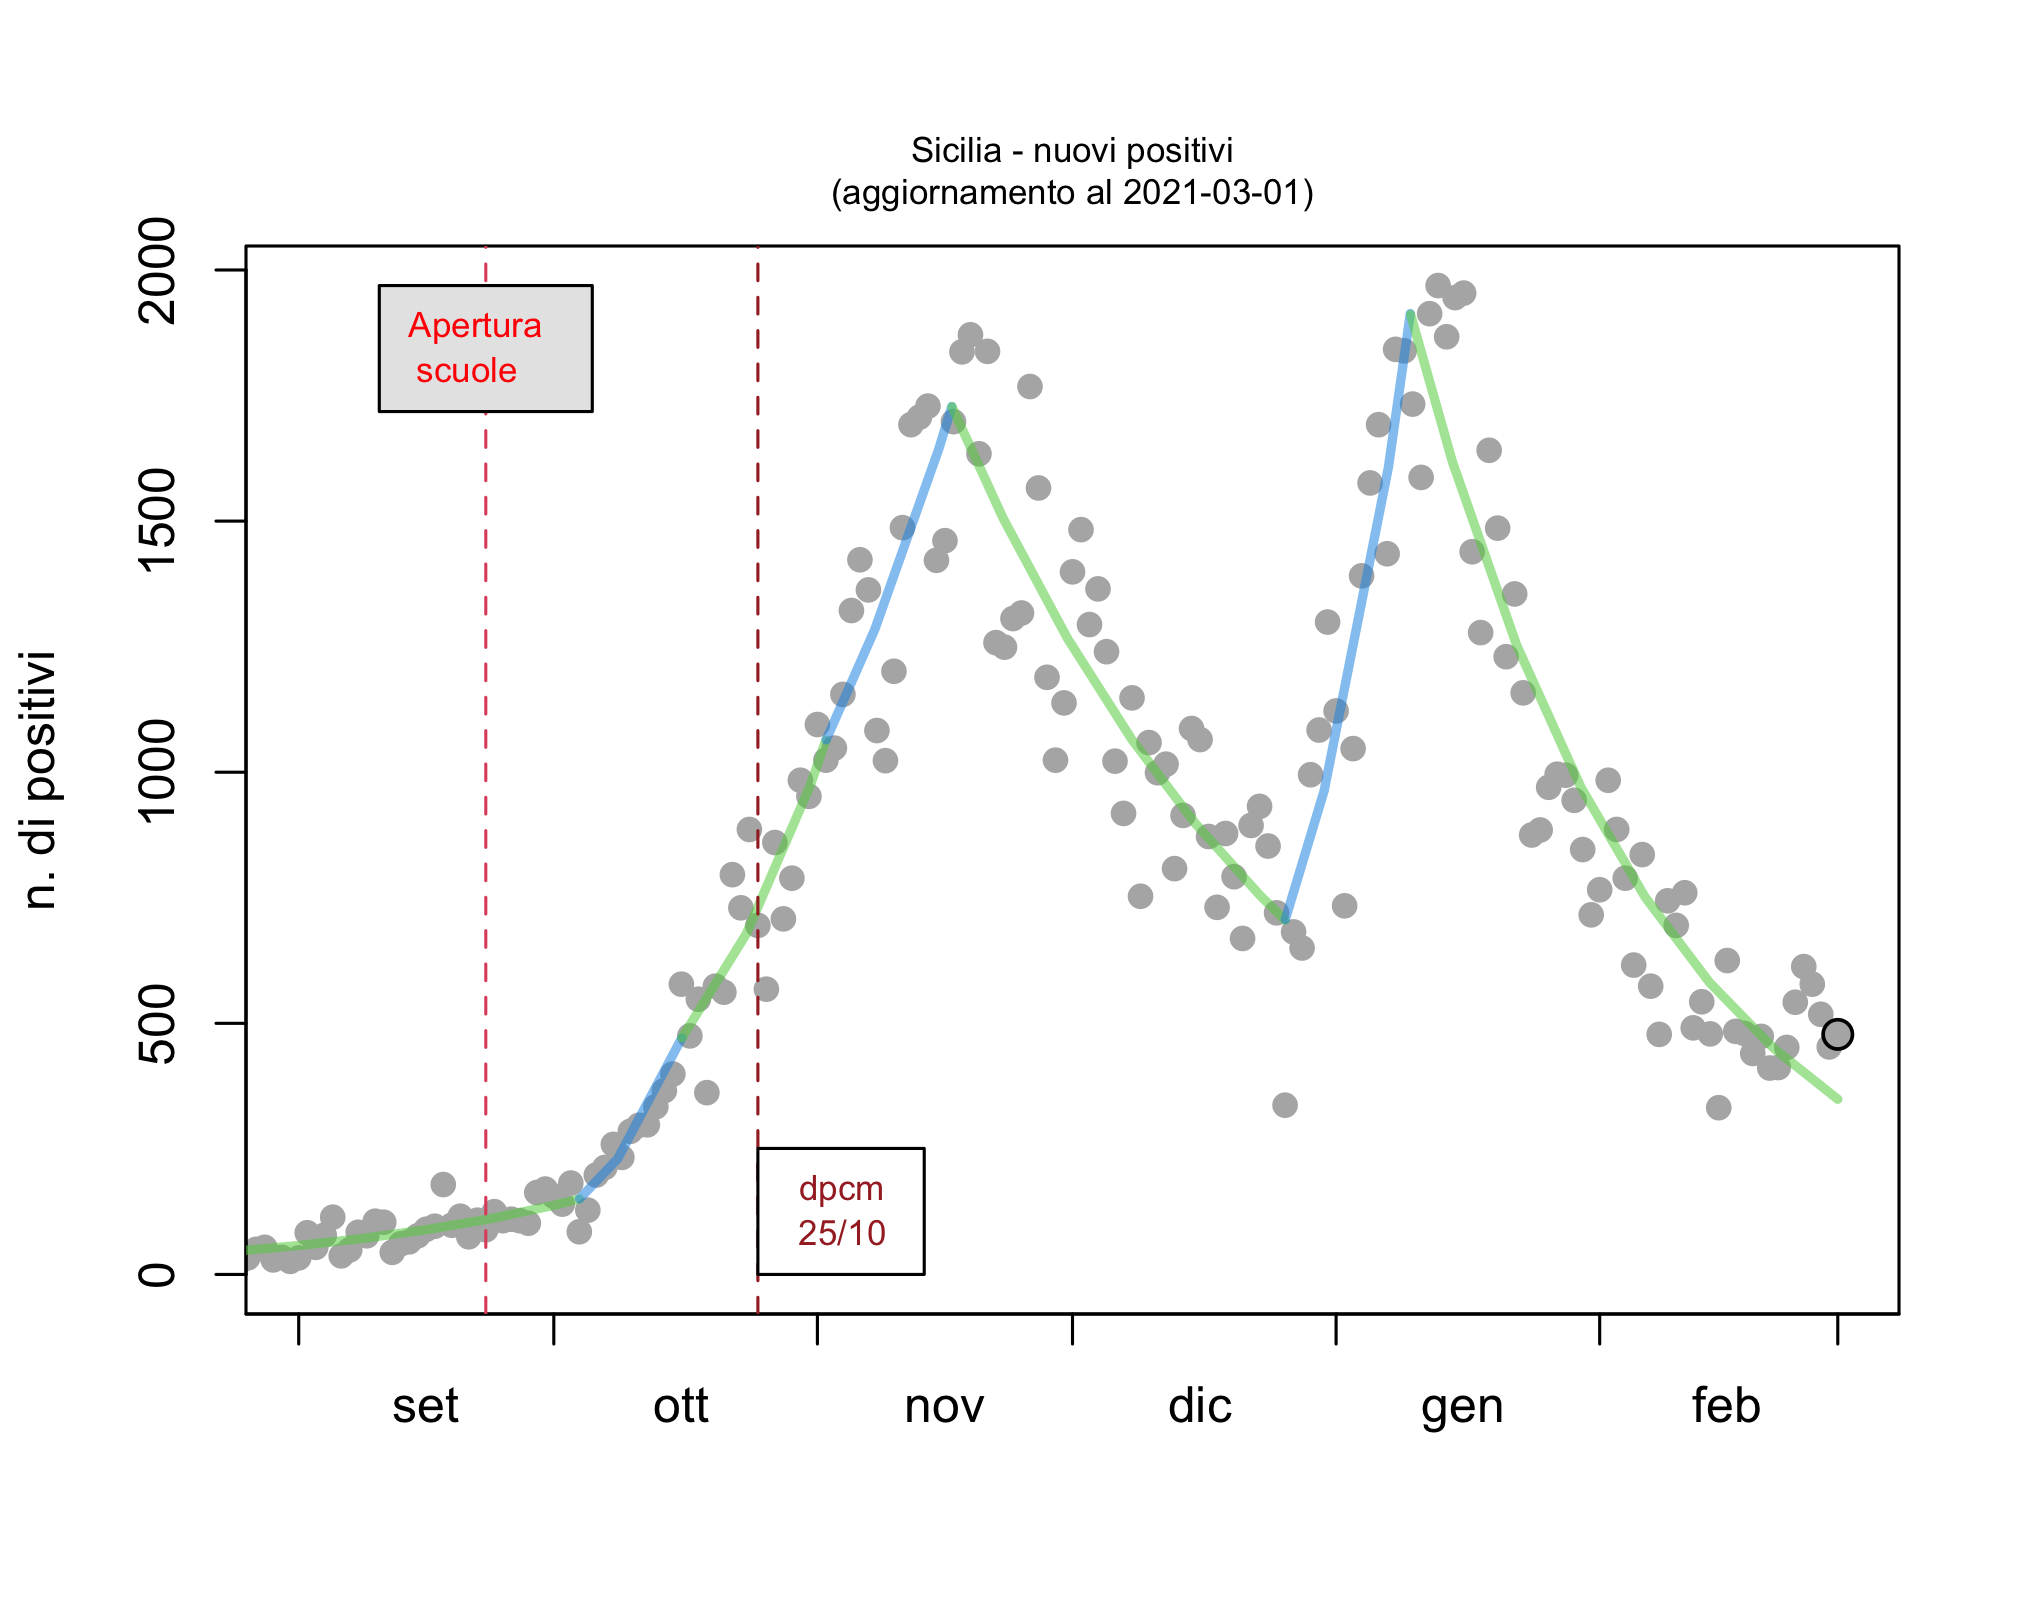 Sicilia - nuovi positivi
(aggiornamento al 2021-03-01)
n. di positivi
2000
1500
1000
500
0
Apertura
scuole
dpcm
25/10
set
ott
nov
dic
gen
feb